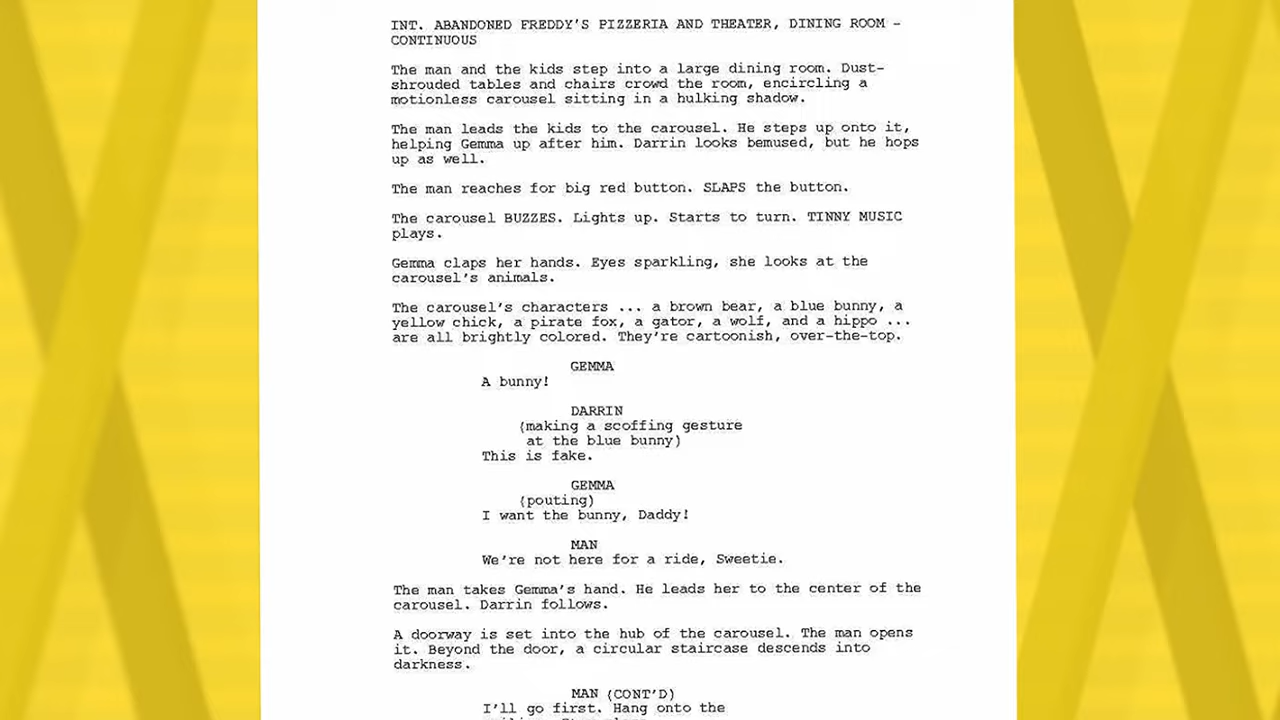 INT. ABANDONED FREDDY'S PIZZERIA AND THEATER, DINING ROOM -
CONTINUOUS
The man and the kids step into a large dining room. Dust-
shrouded tables and chairs crowd the room, encircling a
motionless carousel sitting in a hulking shadow.
The man leads the kids to the carousel. He steps up onto it,
helping Gemma up after him. Darrin looks bemused, but he hops
up as well.
The man reaches for big red button. SLAPS the button.
The carousel BUZZES. Lights up. Starts to turn. TINNY MUSIC
plays.
Gemma claps her hands. Eyes sparkling, she looks at the
carousel's animals.
The carousel's characters ... a brown bear, a blue bunny, a
yellow chick, a pirate fox, a gator, a wolf, and a hippo ...
are all brightly colored. They're cartoonish, over-the-top.
GEMMA
A bunny!
DARRIN
(making a scoffing gesture
at the blue bunny)
This is fake.
GEMMA
(pouting)
I want the bunny, Daddy!
MAN
We're not here for a ride, Sweetie.
The man takes Gemma's hand. He leads her to the center of the
carousel. Darrin follows.
A doorway is set into the hub of the carousel. The man opens
it. Beyond the door, a circular staircase descends into
darkness.
MAN (CONT'D)
I'll go first. Hang onto the